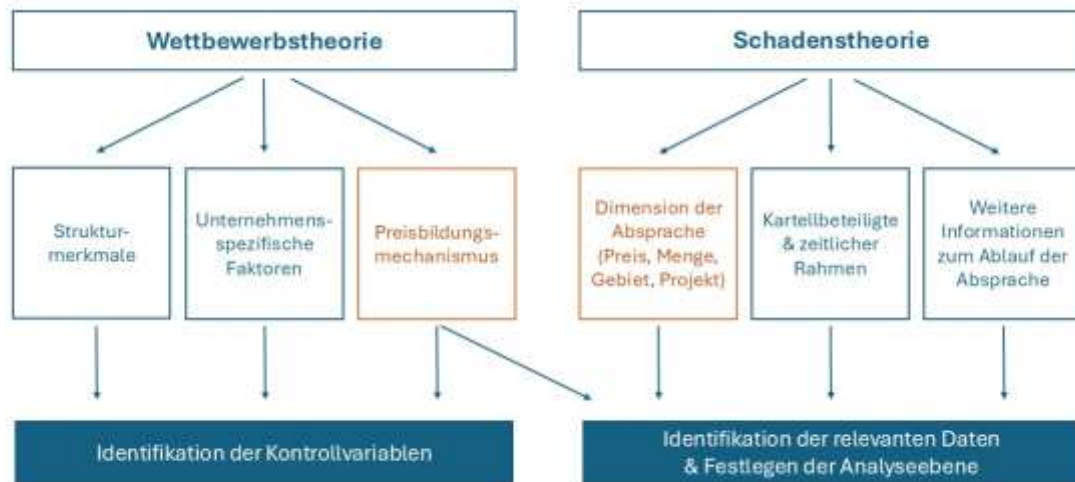 Wettbewerbstheorie
Schadenstheorie
Struktur-
merkmale
Unternehmens-
spezifische
Faktoren
Preisbildungs-
mechanismus
Dimension der
Absprache
(Preis, Menge,
Gebiet, Projekt)
Kartellbeteiligte
& zeitlicher
Rahmen
Weitere
Informationen
zum Ablauf der
Absprache
Identifikation der Kontrollvariablen
Identifikation der relevanten Daten
& Festlegen der Analyseebene